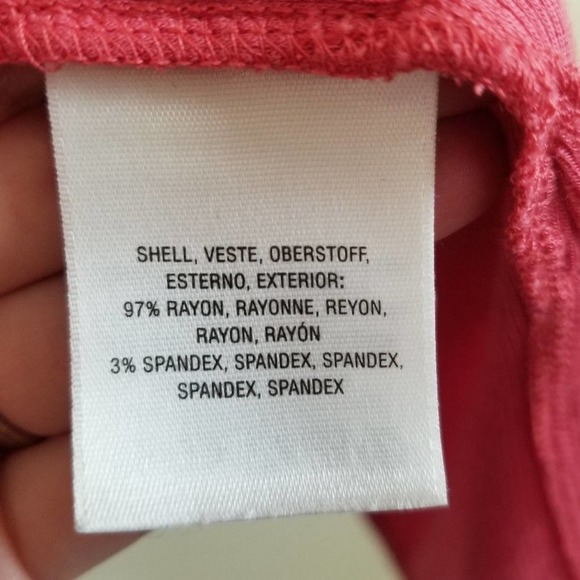 SHELL, VESTE, OBERSTOFF,
ESTERNO, EXTERIOR:
97% RAYON, RAYONNE, REYON,
RAYON, RAYÓN
3% SPANDEX, SPANDEX, SPANDEX,
SPANDEX, SPANDEX